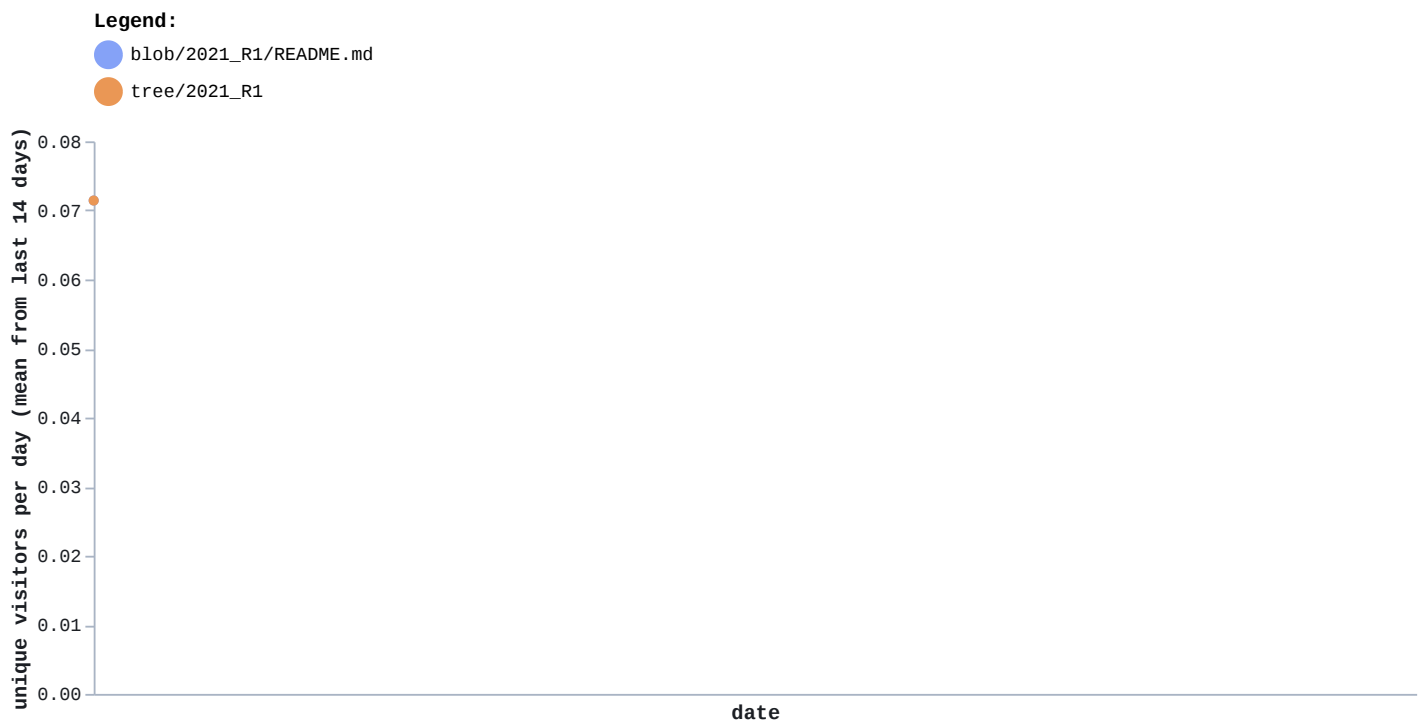 Legend:
blob/2021_R1/README.md
tree/2021_R1
unique visitors per day (mean from last 14 days)
0.08
0.07
0.06
0.05
0.04
0.03
0.02
0.01
0.00
date